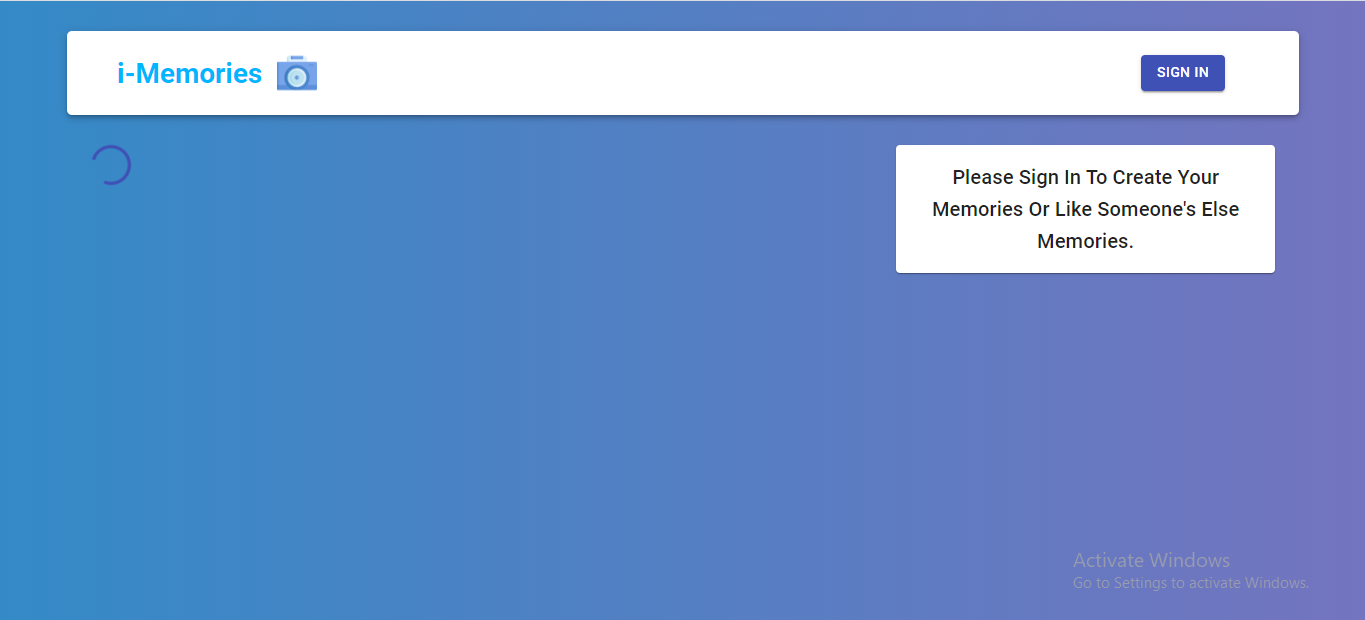 i-Memories
SIGN IN
Please Sign In To Create Your
Memories Or Like Someone's Else
Memories.
Activate Windows
Go to Settings to activate Windows.